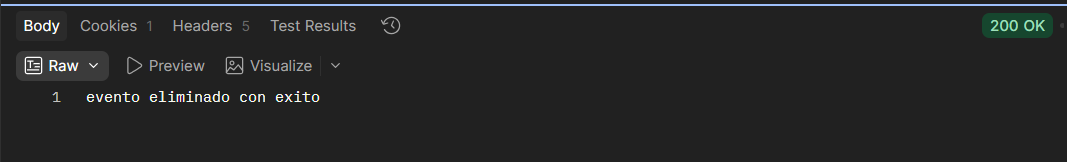 Body Cookies 1 Headers 5 Test Results 200 OK
Raw Preview Visualize
1 evento eliminado con exito